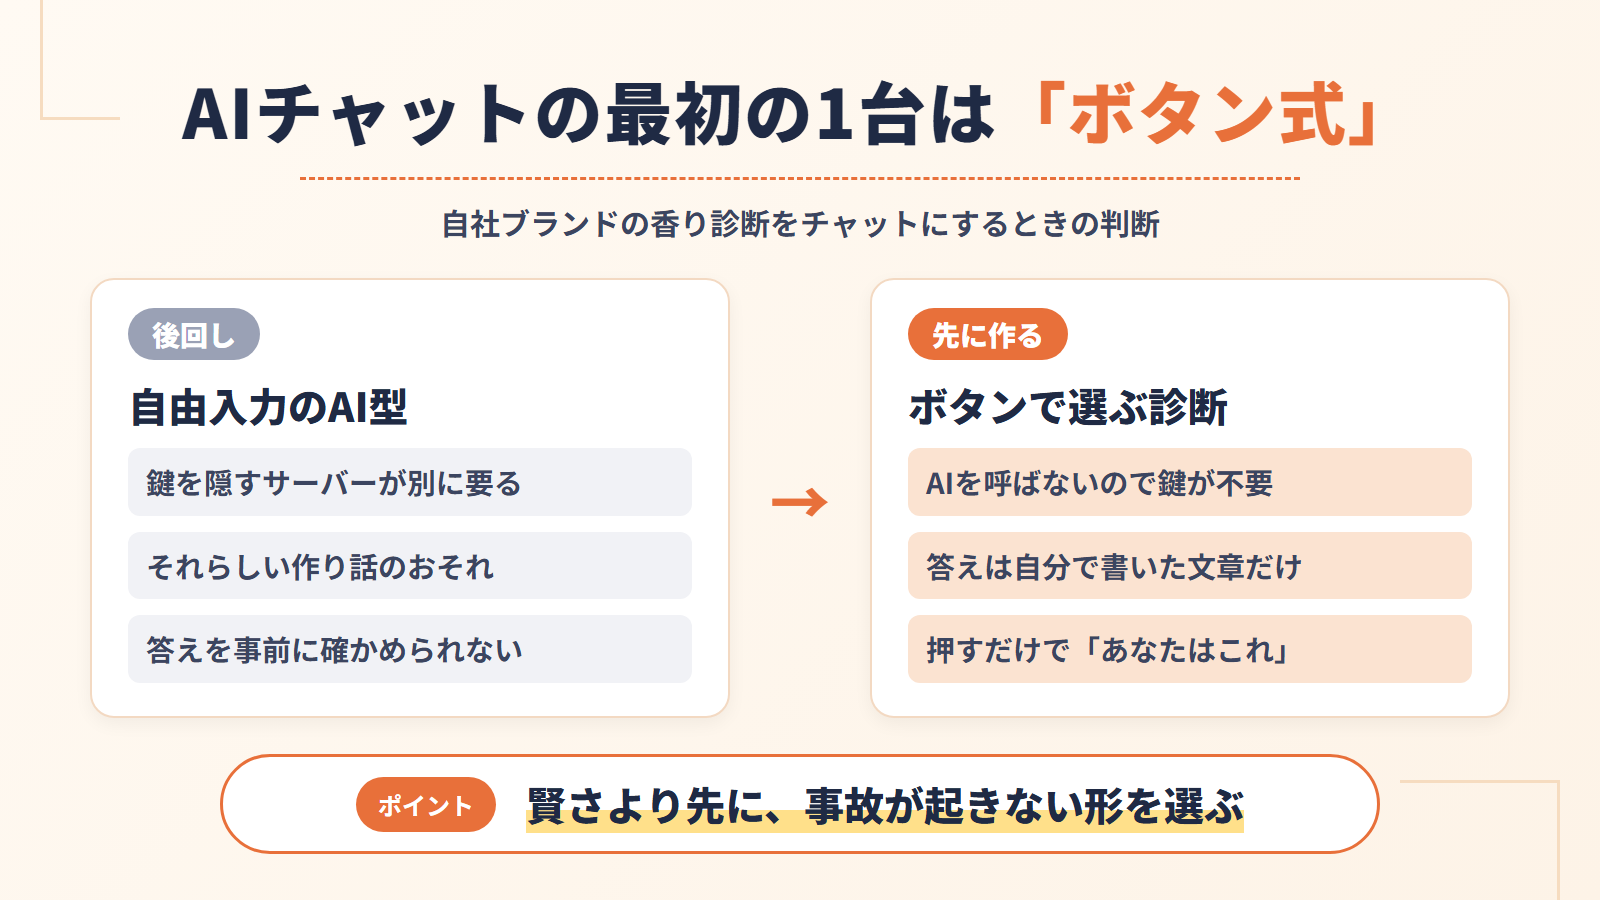 AIチャットの最初の1台は「ボタン式」
自社ブランドの香り診断をチャットにするときの判断
後回し
自由入力のAI型
鍵を隠すサーバーが別に要る
それらしい作り話のおそれ
答えを事前に確かめられない
→
先に作る
ボタンで選ぶ診断
AIを呼ばないので鍵が不要
答えは自分で書いた文章だけ
押すだけで「あなたはこれ」
ポイント
賢さより先に、事故が起きない形を選ぶ